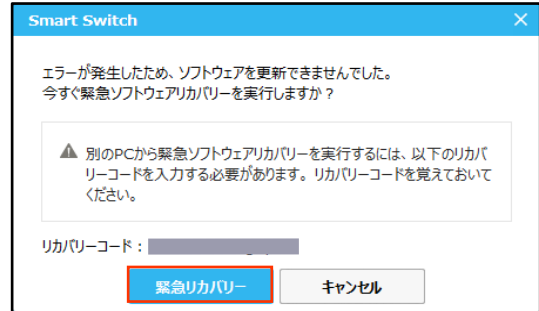 Smart Switch
エラーが発生したため、ソフトウェアを更新できませんでした。
今すぐ緊急ソフトウェアリカバリーを実行しますか？
別のPCから緊急ソフトウェアリカバリーを実行するには、以下のリカバ
リーコードを入力する必要があります。リカバリーコードを覚えておいて
ください。
リカバリーコード：
緊急リカバリー キャンセル